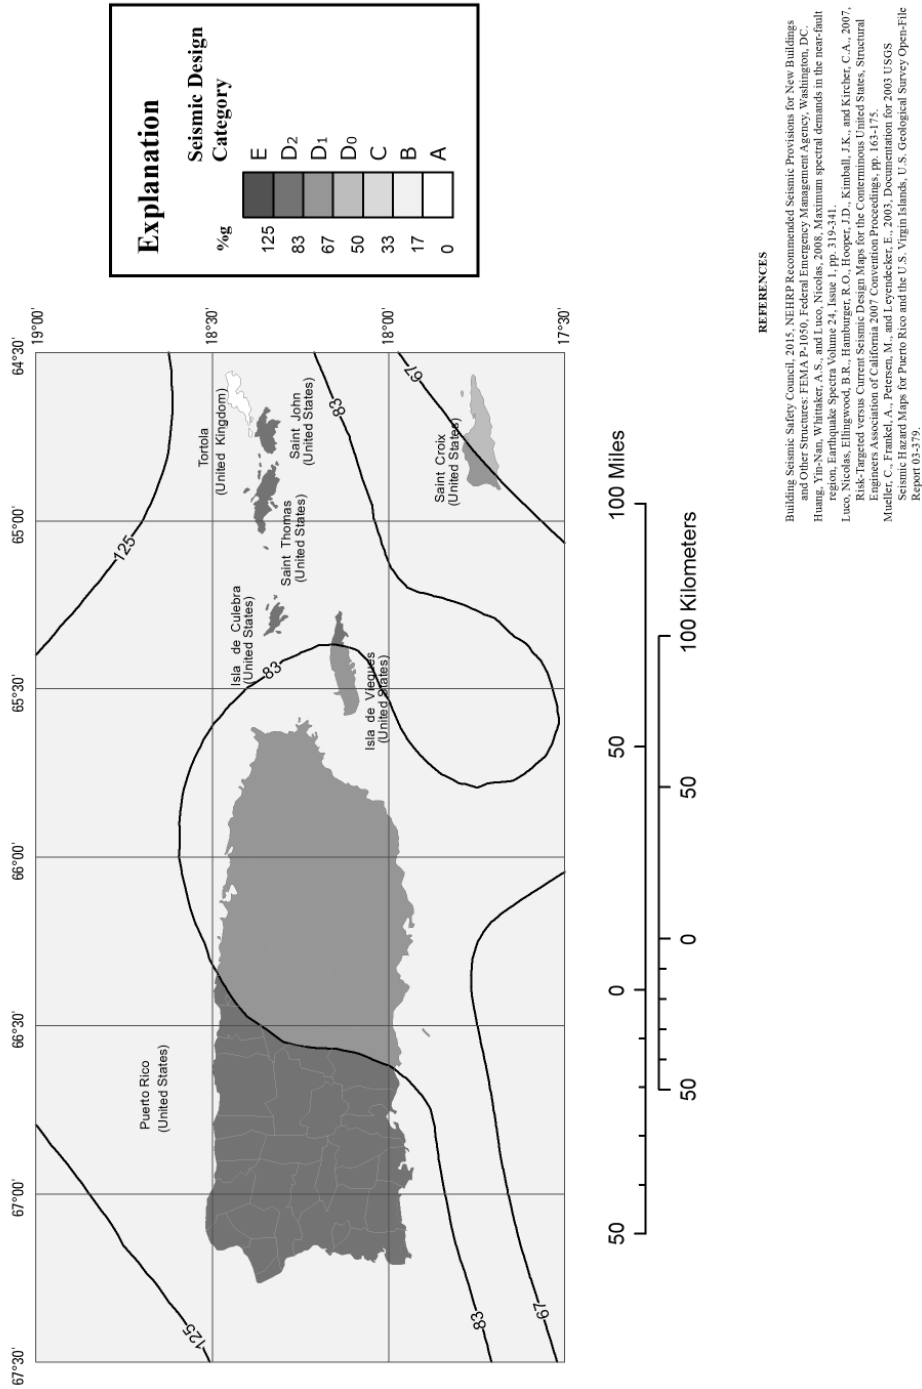 Explanation
Seismic Design
Category
%g
125 E
83 D2
67 D1
50 D0
33 C
17 B
0 A
67°30'
67°00'
66°30'
66°00'
65°30'
65°00'
64°30'
19°00'
18°30'
18°00'
17°30'
125
125
83
83
83
67
67
Puerto Rico
(United States)
Isla de Culebra
(United States)
Isla de Vieques
(United States)
Saint Thomas
(United States)
Tortola
(United Kingdom)
Saint John
(United States)
Saint Croix
(United States)
50 0 50 100 Miles
50 0 50 100 Kilometers
REFERENCES
Building Seismic Safety Council, 2015, NEHRP Recommended Seismic Provisions for New Buildings
and Other Structures: FEMA P-1050, Federal Emergency Management Agency, Washington, DC.
Huang, Yin-Nan, Whittaker, A.S., and Luco, Nicolas, 2008, Maximum spectral demands in the near-fault
region, Earthquake Spectra Volume 24, Issue 1, pp. 319-341.
Luco, Nicolas, Ellingwood, B.R., Hamburger, R.O., Hooper, J.D., Kimball, J.K., and Kircher, C.A., 2007,
Risk-Targeted versus Current Seismic Design Maps for the Conterminous United States, Structural
Engineers Association of California 2007 Convention Proceedings, pp. 163-175.
Mueller, C., Frankel, A., Petersen, M., and Leyendecker, E., 2003, Documentation for 2003 USGS
Seismic Hazard Maps for Puerto Rico and the U.S. Virgin Islands, U.S. Geological Survey Open-File
Report 03-379.